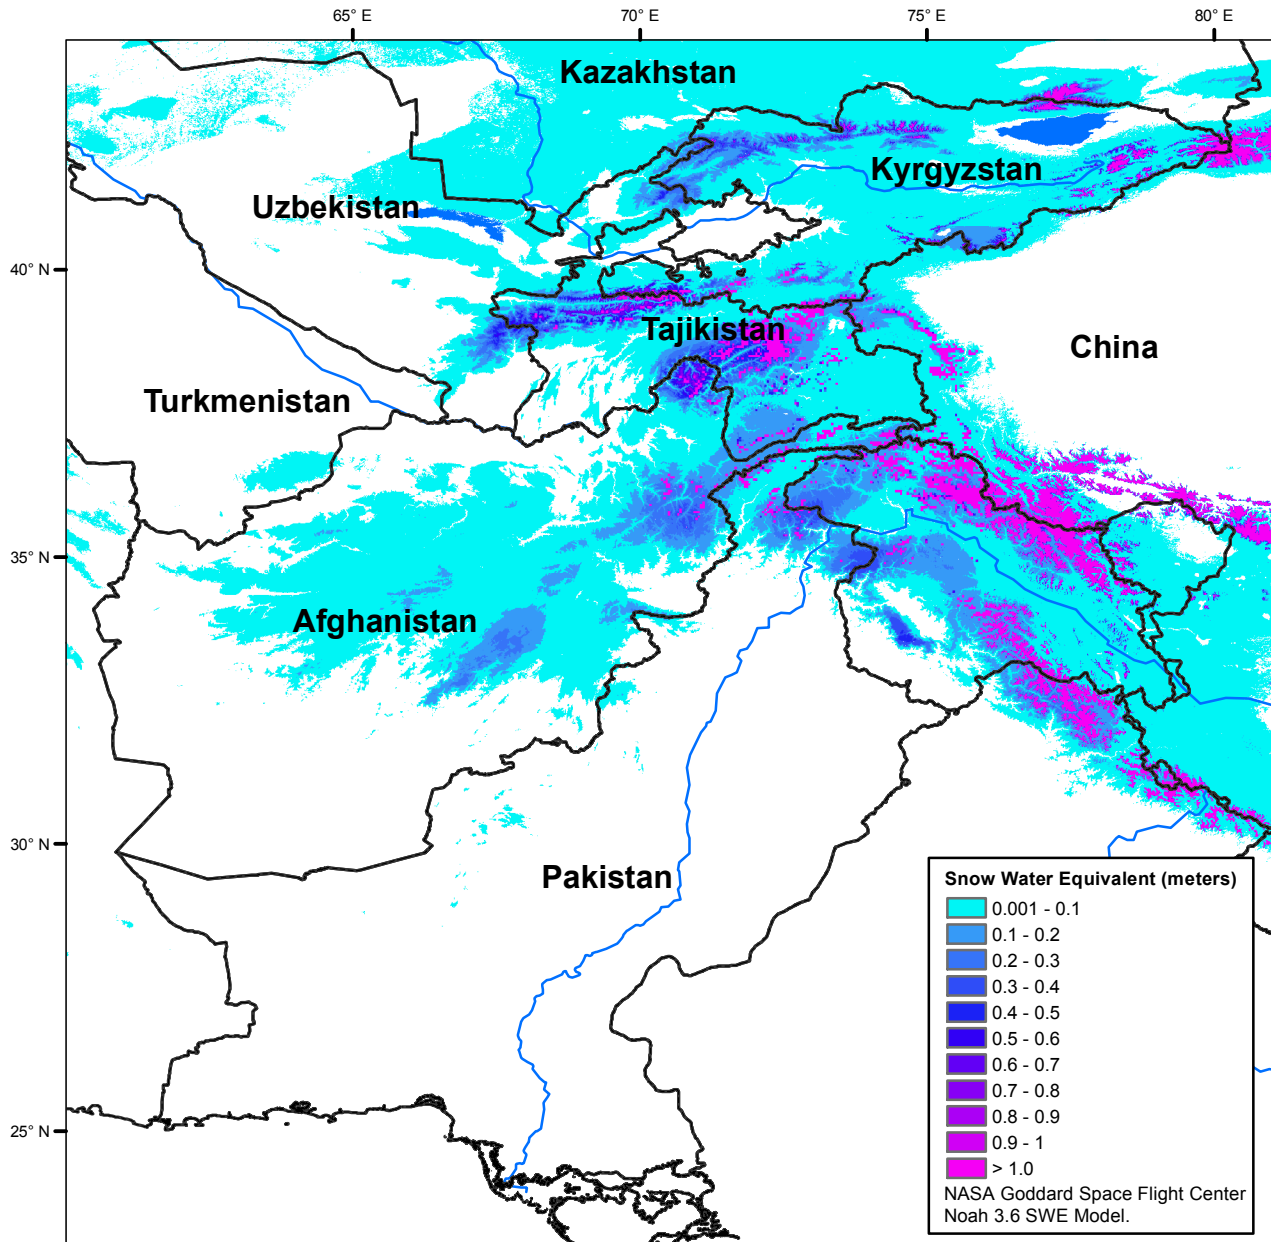 65° E
70° E
75° E
80° E
Kazakhstan
Kyrgyzstan
Uzbekistan
40° N
Tajikistan
China
Turkmenistan
35° N
Afghanistan
30° N
Pakistan
25° N
Snow Water Equivalent (meters)
0.001 - 0.1
0.1 - 0.2
0.2 - 0.3
0.3 - 0.4
0.4 - 0.5
0.5 - 0.6
0.6 - 0.7
0.7 - 0.8
0.8 - 0.9
0.9 - 1
> 1.0
NASA Goddard Space Flight Center
Noah 3.6 SWE Model.